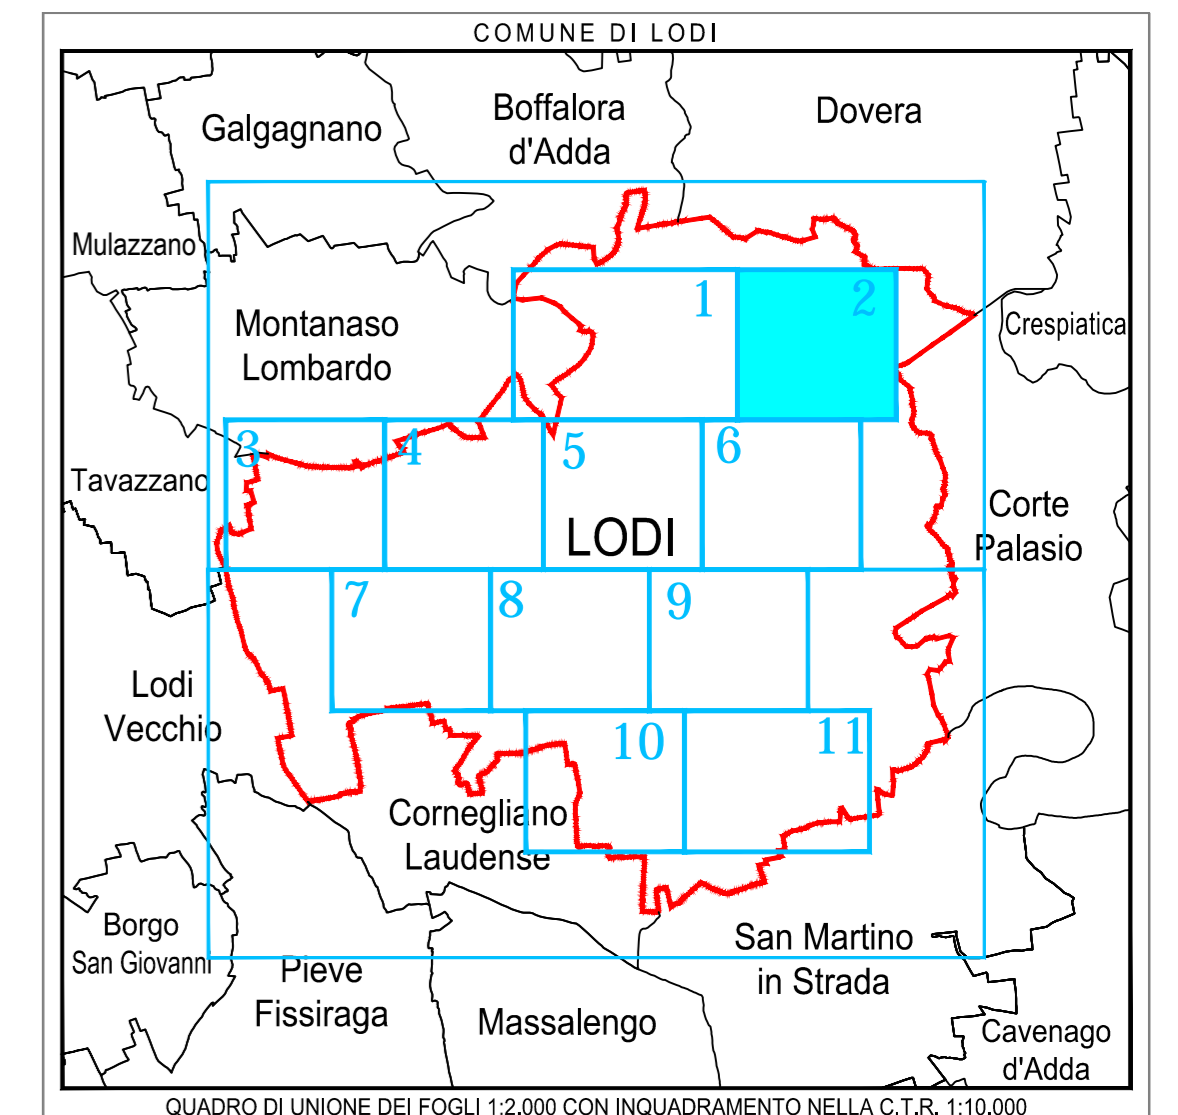 COMUNE DI LODI
Galgagnano
Boffalora
d'Adda
Dovera
Mulazzano
Montanaso
Lombardo
1
2
Crespiatica
3
4
5
6
Tavazzano
LODI
Corte
Palasio
7
8
9
Lodi
Vecchio
10
11
Cornegliano
Laudense
Borgo
San Giovanni
Pieve
Fissiraga
Massalengo
San Martino
in Strada
Cavenago
d'Adda
QUADRO DI UNIONE DEI FOGLI 1:2.000 CON INQUADRAMENTO NELLA C.T.R. 1:10.000